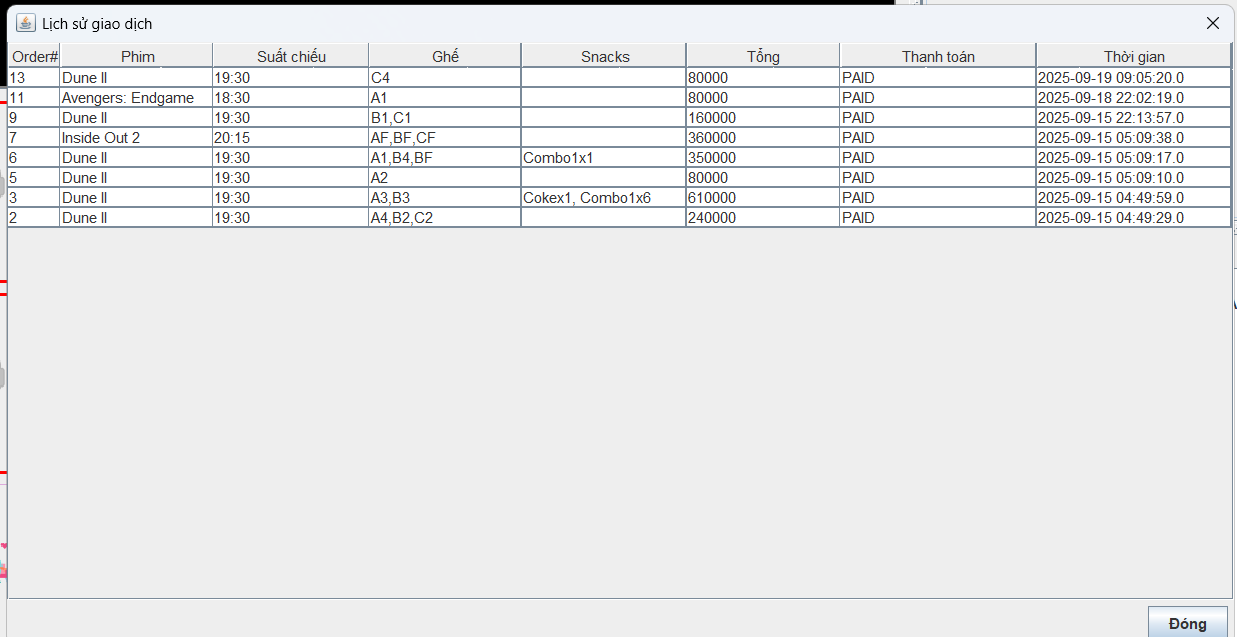 Lịch sử giao dịch
Order# Phim Suất chiếu Ghế Snacks Tổng Thanh toán Thời gian
13 Dune II 19:30 C4 80000 PAID 2025-09-19 09:05:20.0
11 Avengers: Endgame 18:30 A1 80000 PAID 2025-09-18 22:02:19.0
9 Dune II 19:30 B1,C1 160000 PAID 2025-09-15 22:13:57.0
7 Inside Out 2 20:15 AF,BF,CF 360000 PAID 2025-09-15 05:09:38.0
6 Dune II 19:30 A1,B4,BF Combo1x1 350000 PAID 2025-09-15 05:09:17.0
5 Dune II 19:30 A2 80000 PAID 2025-09-15 05:09:10.0
3 Dune II 19:30 A3,B3 Cokex1, Combo1x6 610000 PAID 2025-09-15 04:49:59.0
2 Dune II 19:30 A4,B2,C2 240000 PAID 2025-09-15 04:49:29.0
Đóng